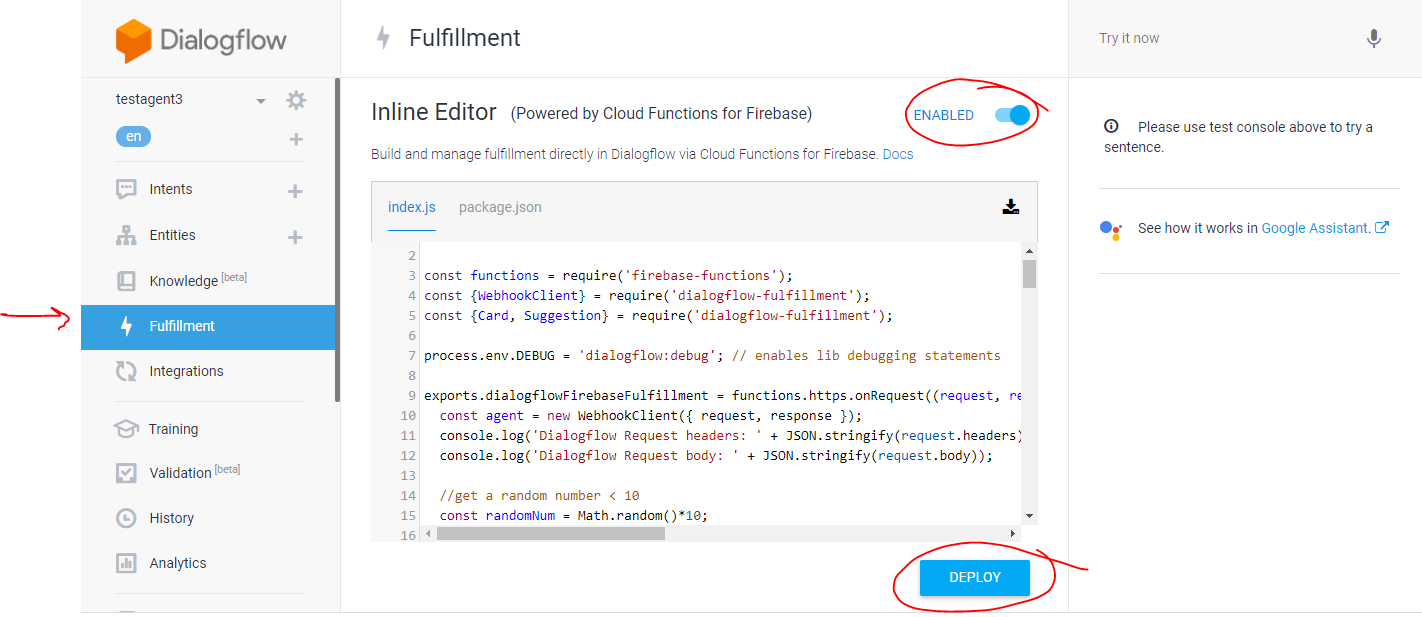 Dialogflow
testagent3
en
Intents
Entities
Knowledge [beta]
Fulfillment
Integrations
Training
Validation [beta]
History
Analytics
Fulfillment
Inline Editor (Powered by Cloud Functions for Firebase)
ENABLED
Build and manage fulfillment directly in Dialogflow via Cloud Functions for Firebase. Docs
index.js package.json
2
3 const functions = require('firebase-functions');
4 const {WebhookClient} = require('dialogflow-fulfillment');
5 const {Card, Suggestion} = require('dialogflow-fulfillment');
6
7 process.env.DEBUG = 'dialogflow:debug'; // enables lib debugging statements
8
9 exports.dialogflowFirebaseFulfillment = functions.https.onRequest((request, re
10 const agent = new WebhookClient({ request, response });
11 console.log('Dialogflow Request headers: ' + JSON.stringify(request.headers)
12 console.log('Dialogflow Request body: ' + JSON.stringify(request.body));
13
14 //get a random number < 10
15 const randomNum = Math.random()*10;
16
DEPLOY
Try it now
Please use test console above to try a
sentence.
See how it works in Google Assistant.